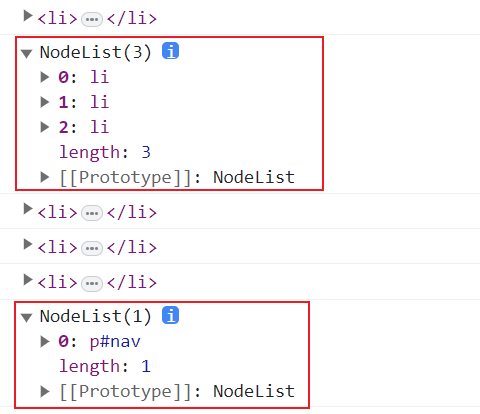 ▶<li>…</li>
▼NodeList(3) i
▶0: li
▶1: li
▶2: li
length: 3
▶[[Prototype]]: NodeList
▶<li>…</li>
▶<li>…</li>
▶<li>…</li>
▼NodeList(1) i
▶0: p#nav
length: 1
▶[[Prototype]]: NodeList